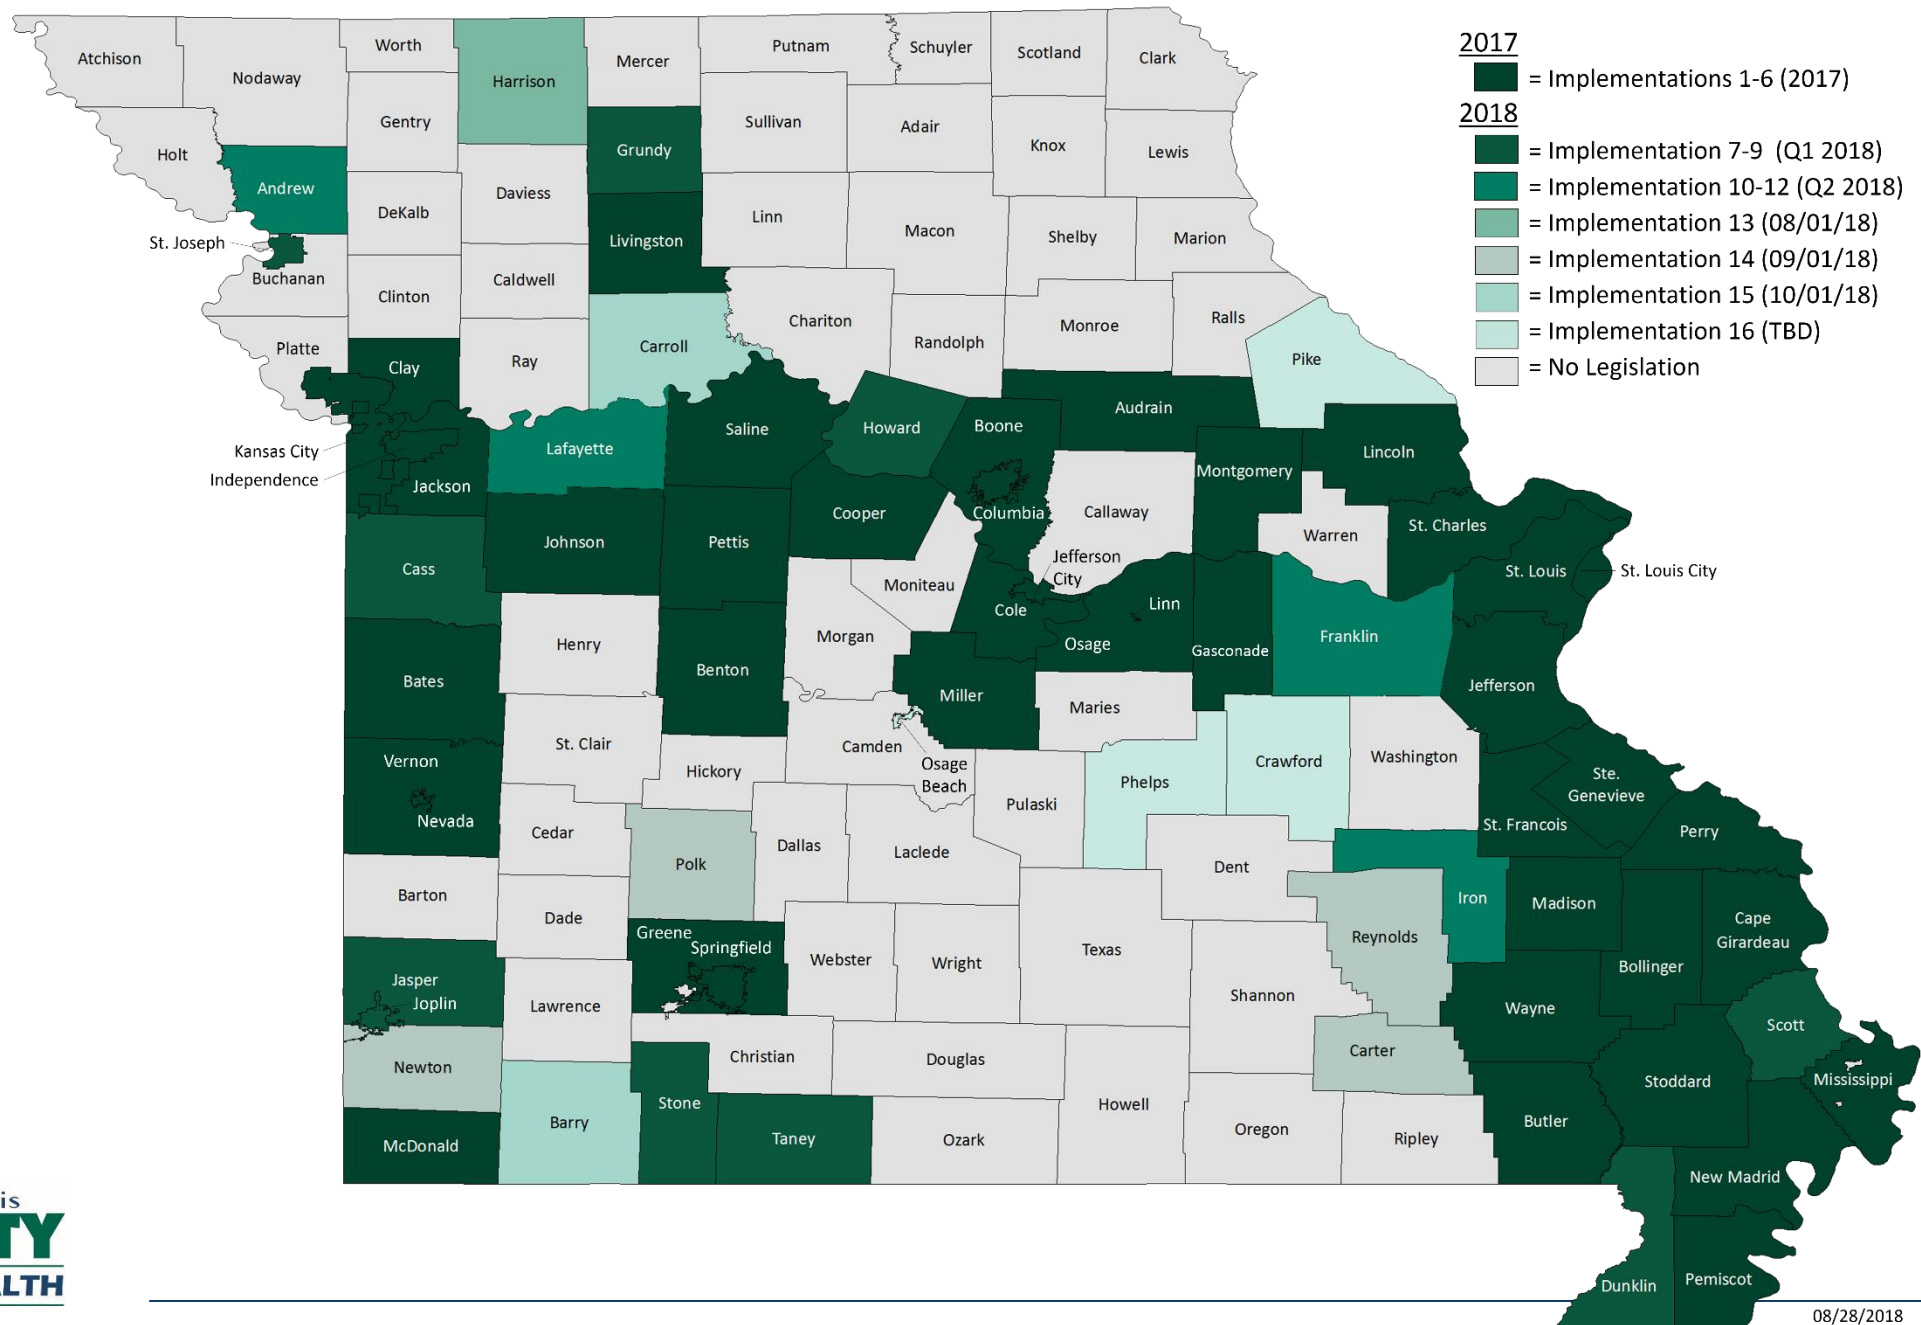 Atchison
Nodaway
Worth
Harrison
Mercer
Putnam
Schuyler
Scotland
Clark
2017
= Implementations 1-6 (2017)
2018
= Implementation 7-9 (Q1 2018)
= Implementation 10-12 (Q2 2018)
= Implementation 13 (08/01/18)
= Implementation 14 (09/01/18)
= Implementation 15 (10/01/18)
= Implementation 16 (TBD)
= No Legislation
Holt
Gentry
Grundy
Sullivan
Adair
Knox
Lewis
Andrew
DeKalb
Daviess
Livingston
Linn
Macon
Shelby
Marion
St. Joseph
Buchanan
Clinton
Caldwell
Chariton
Randolph
Monroe
Ralls
Pike
Platte
Clay
Ray
Carroll
Audrain
Kansas City
Independence
Jackson
Lafayette
Saline
Howard
Boone
Columbia
Callaway
Montgomery
Lincoln
Cooper
Johnson
Pettis
Cass
Moniteau
Jefferson
City
Warren
St. Charles
St. Louis
St. Louis City
Cole
Linn
Osage
Gasconade
Franklin
Jefferson
Henry
Morgan
Benton
Bates
Miller
Maries
St. Clair
Hickory
Camden
Osage
Beach
Vernon
Nevada
Pulaski
Phelps
Crawford
Washington
Ste.
Genevieve
St. Francois
Perry
Cedar
Polk
Dallas
Laclede
Dent
Iron
Madison
Cape
Girardeau
Barton
Dade
Greene
Springfield
Webster
Wright
Texas
Reynolds
Bollinger
Jasper
Joplin
Lawrence
Shannon
Wayne
Scott
Newton
Christian
Douglas
Carter
Stoddard
Mississippi
McDonald
Barry
Stone
Taney
Ozark
Howell
Oregon
Ripley
Butler
New Madrid
Dunklin
Pemiscot
is
TY
LTH
08/28/2018